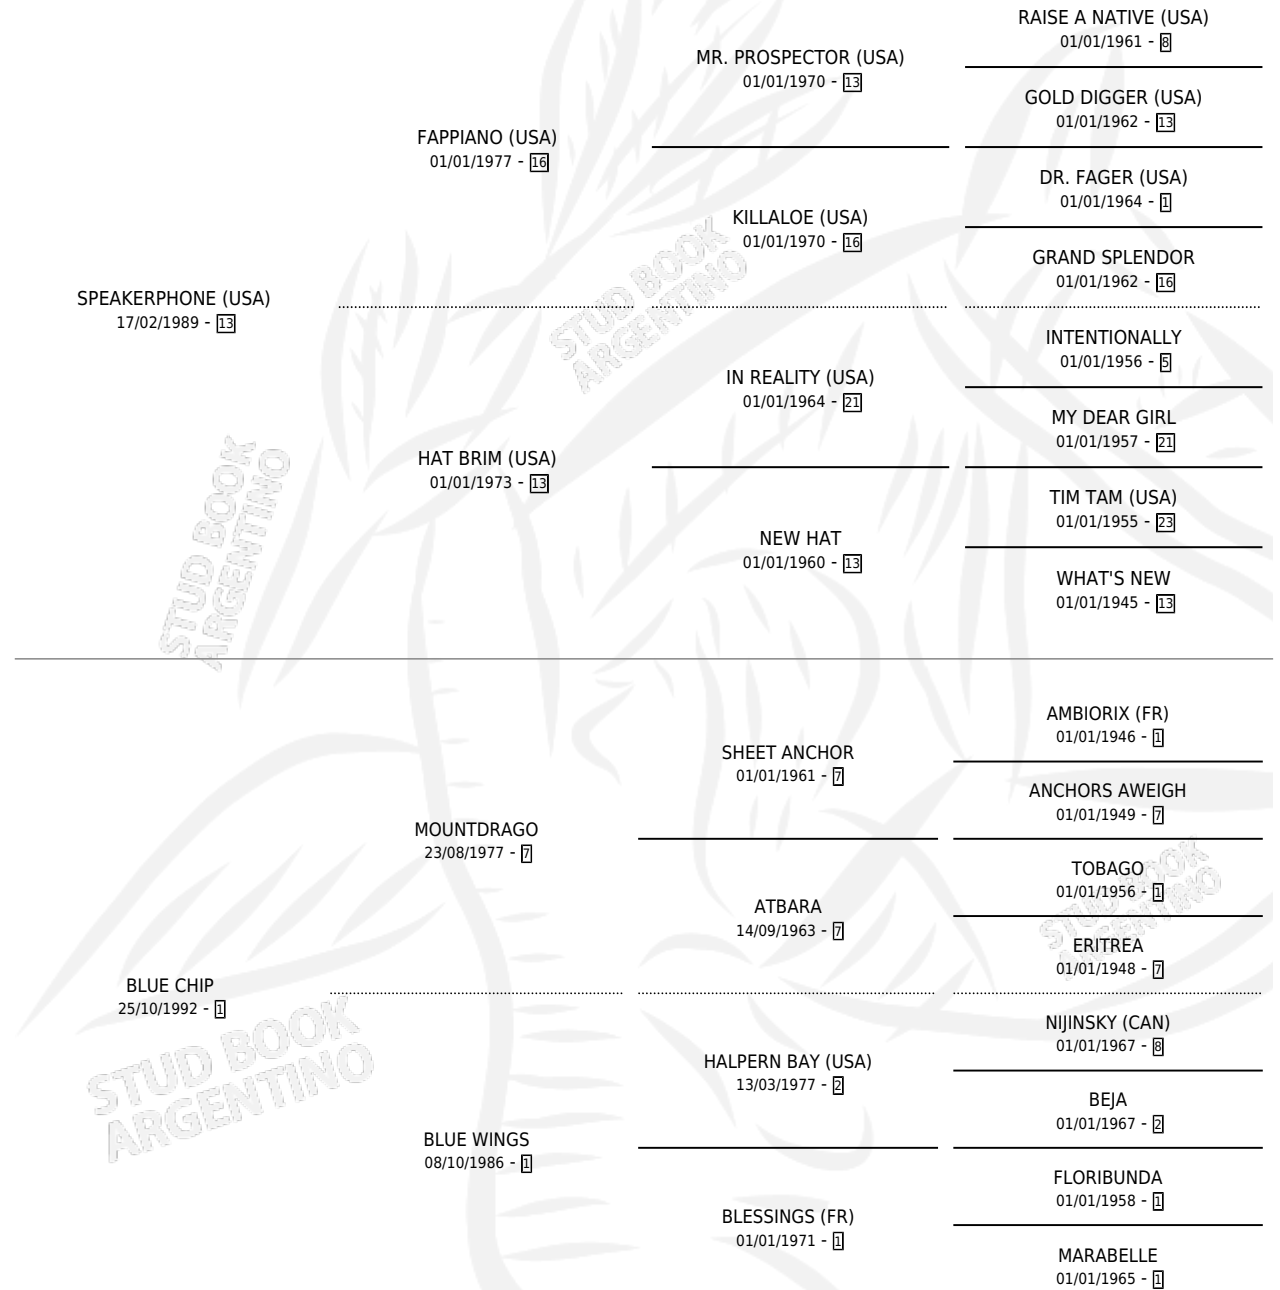 RAISE A NATIVE (USA)
01/01/1961 - 8
MR. PROSPECTOR (USA)
01/01/1970 - 13
GOLD DIGGER (USA)
01/01/1962 - 13
FAPPIANO (USA)
01/01/1977 - 16
DR. FAGER (USA)
01/01/1964 - 1
KILLALOE (USA)
01/01/1970 - 16
GRAND SPLENDOR
01/01/1962 - 16
SPEAKERPHONE (USA)
17/02/1989 - 13
STUD BOOK
ARGENTINO
INTENTIONALLY
01/01/1956 - 5
IN REALITY (USA)
01/01/1964 - 21
MY DEAR GIRL
01/01/1957 - 21
HAT BRIM (USA)
01/01/1973 - 13
TIM TAM (USA)
01/01/1955 - 23
NEW HAT
01/01/1960 - 13
WHAT'S NEW
01/01/1945 - 13
STUD BOOK
ARGENTINO
AMBIORIX (FR)
01/01/1946 - 1
SHEET ANCHOR
01/01/1961 - 7
ANCHORS AWEIGH
01/01/1949 - 7
MOUNTDRAGO
23/08/1977 - 7
TOBAGO
01/01/1956 - 1
ATBARA
14/09/1963 - 7
ERITREA
01/01/1948 - 7
STUD BOOK
ARGENTINO
BLUE CHIP
25/10/1992 - 1
NIJINSKY (CAN)
01/01/1967 - 8
HALPERN BAY (USA)
13/03/1977 - 2
BEJA
01/01/1967 - 2
STUD BOOK
ARGENTINO
BLUE WINGS
08/10/1986 - 1
FLORIBUNDA
01/01/1958 - 1
BLESSINGS (FR)
01/01/1971 - 1
MARABELLE
01/01/1965 - 1